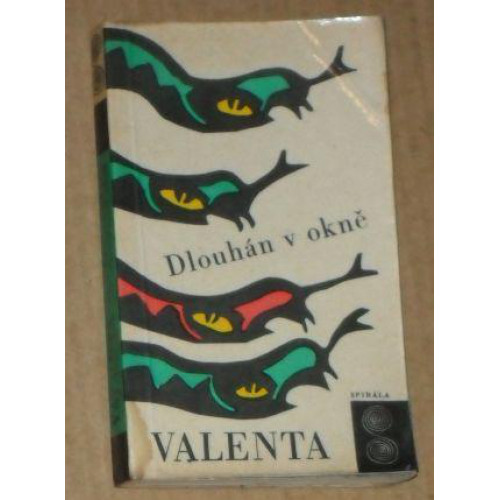 Dlouhán v okně
SPIRÁLA
VALENTA